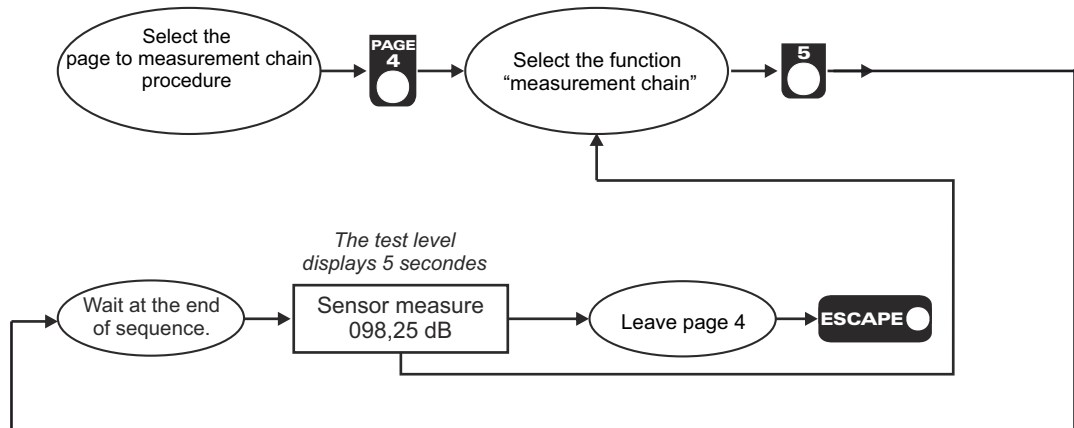 Select the
page to measurement chain
procedure
PAGE
4
Select the function
“measurement chain”
5
The test level
displays 5 secondes
Wait at the end
of sequence.
Sensor measure
098,25 dB
Leave page 4
ESCAPE